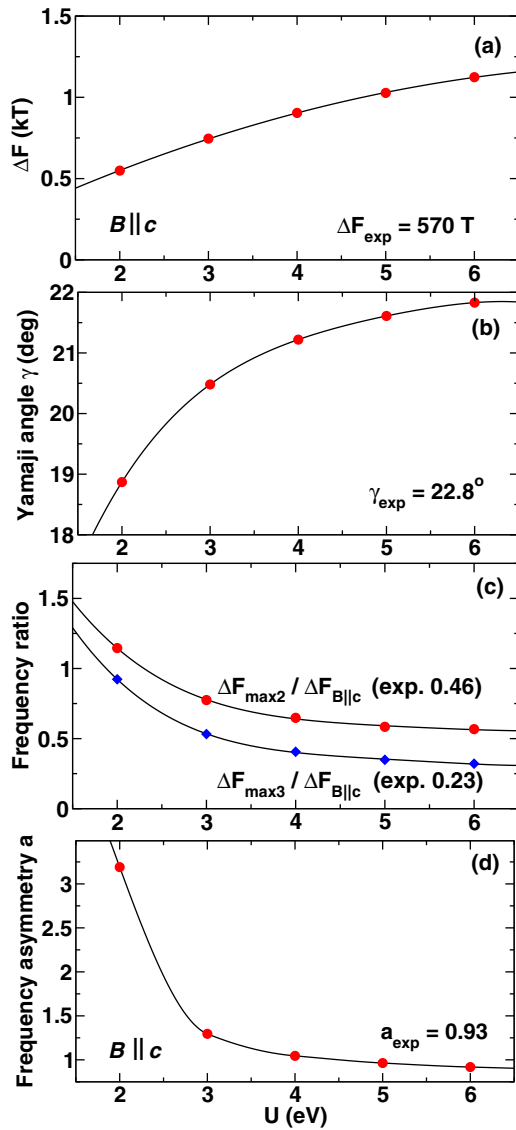 1.5
(a)
1
ΔF (kT)
0.5
B || c
ΔF_exp = 570 T
0
2 3 4 5 6
22
(b)
21
Yamaji angle γ (deg)
20
19
γ_exp = 22.8°
18
2 3 4 5 6
(c)
1.5
Frequency ratio
1
ΔF_max2 / ΔF_B||c (exp. 0.46)
0.5
ΔF_max3 / ΔF_B||c (exp. 0.23)
0
2 3 4 5 6
(d)
3
Frequency asymmetry a
2.5
2
1.5
B || c
a_exp = 0.93
1
2 3 4 5 6
U (eV)